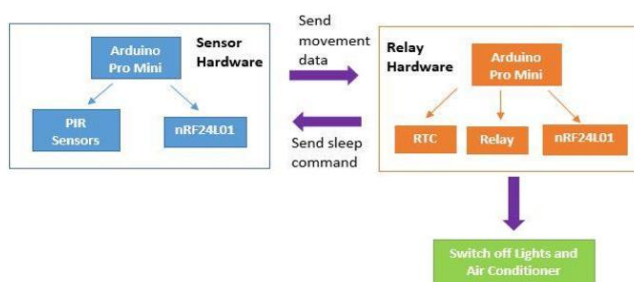 Sensor
Hardware
Arduino
Pro Mini
PIR
Sensors
nRF24L01
Send
movement
data
Send sleep
command
Relay
Hardware
Arduino
Pro Mini
RTC
Relay
nRF24L01
Switch off Lights and
Air Conditioner